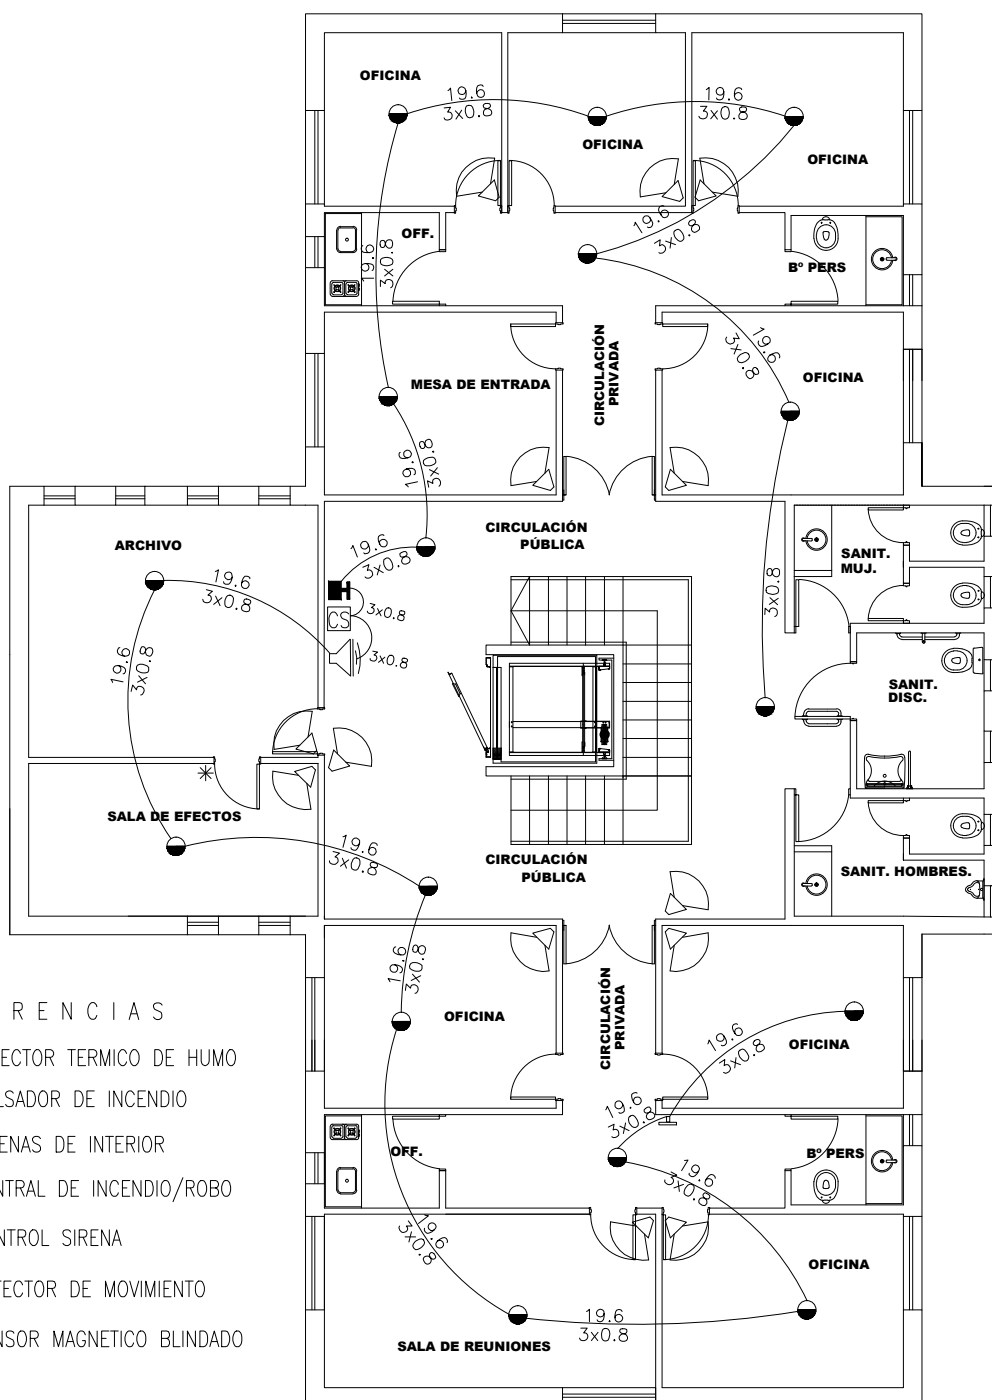 OFICINA
19.6
3x0.8
19.6
3x0.8
OFICINA
OFICINA
OFF.
19.6
3x0.8
19.6
3x0.8
Bº PERS
CIRCULACIÓN
PRIVADA
19.6
3x0.8
MESA DE ENTRADA
OFICINA
19.6
3x0.8
CIRCULACIÓN
PÚBLICA
ARCHIVO
19.6
3x0.8
SANIT.
MUJ.
19.6
3x0.8
3x0.8
CS
3x0.8
3x0.8
19.6
3x0.8
SANIT.
DISC.
SALA DE EFECTOS
19.6
3x0.8
CIRCULACIÓN
PÚBLICA
SANIT. HOMBRES.
19.6
3x0.8
CIRCULACIÓN
PRIVADA
OFICINA
19.6
3x0.8
OFICINA
19.6
3x0.8
OFF.
Bº PERS
19.6
3x0.8
19.6
3x0.8
OFICINA
19.6
3x0.8
SALA DE REUNIONES
RENCIAS
ECTOR TERMICO DE HUMO
LSADOR DE INCENDIO
ENAS DE INTERIOR
NTRAL DE INCENDIO/ROBO
NTROL SIRENA
TECTOR DE MOVIMIENTO
NSOR MAGNETICO BLINDADO